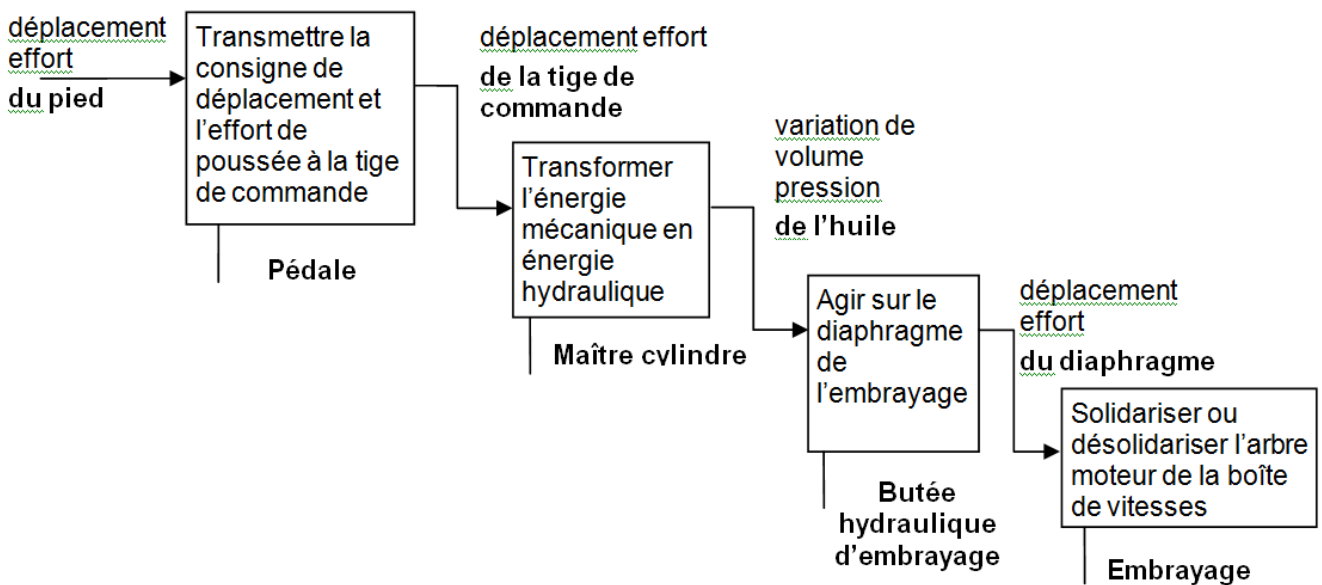 déplacement
effort
du pied
Transmettre la
consigne de
déplacement et
l’effort de
poussée à la tige
de commande
Pédale
déplacement effort
de la tige de
commande
Transformer
l’énergie
mécanique en
énergie
hydraulique
Maître cylindre
variation de
volume
pression
de l’huile
Agir sur le
diaphragme
de
l’embrayage
Butée
hydraulique
d’embrayage
déplacement
effort
du diaphragme
Solidariser ou
désolidariser l’arbre
moteur de la boîte
de vitesses
Embrayage